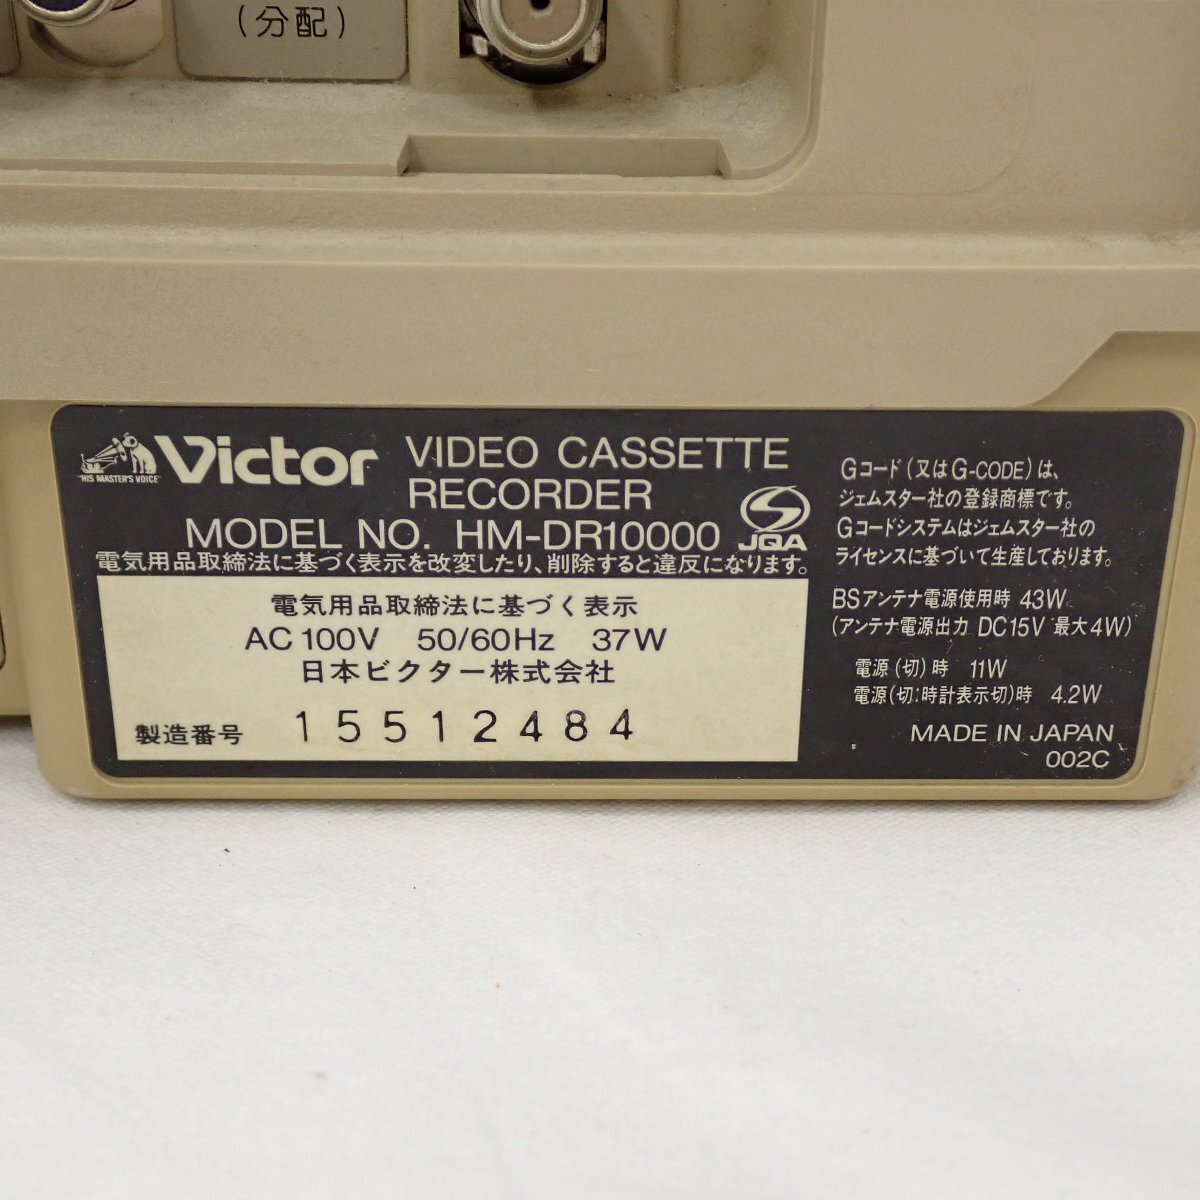 (分配)
"HIS MASTER'S VOICE"
Victor
VIDEO CASSETTE
RECORDER
MODEL NO. HM-DR10000
JQA
電気用品取締法に基づく表示を改変したり、削除すると違反になります。
電気用品取締法に基づく表示
AC 100V 50/60Hz 37W
日本ビクター株式会社
製造番号 15512484
Gコード(又はG-CODE)は、
ジェムスター社の登録商標です。
Gコードシステムはジェムスター社の
ライセンスに基づいて生産しております。
BSアンテナ電源使用時 43W
(アンテナ電源出力 DC15V 最大4W)
電源(切)時 11W
電源(切:時計表示切)時 4.2W
MADE IN JAPAN
002C